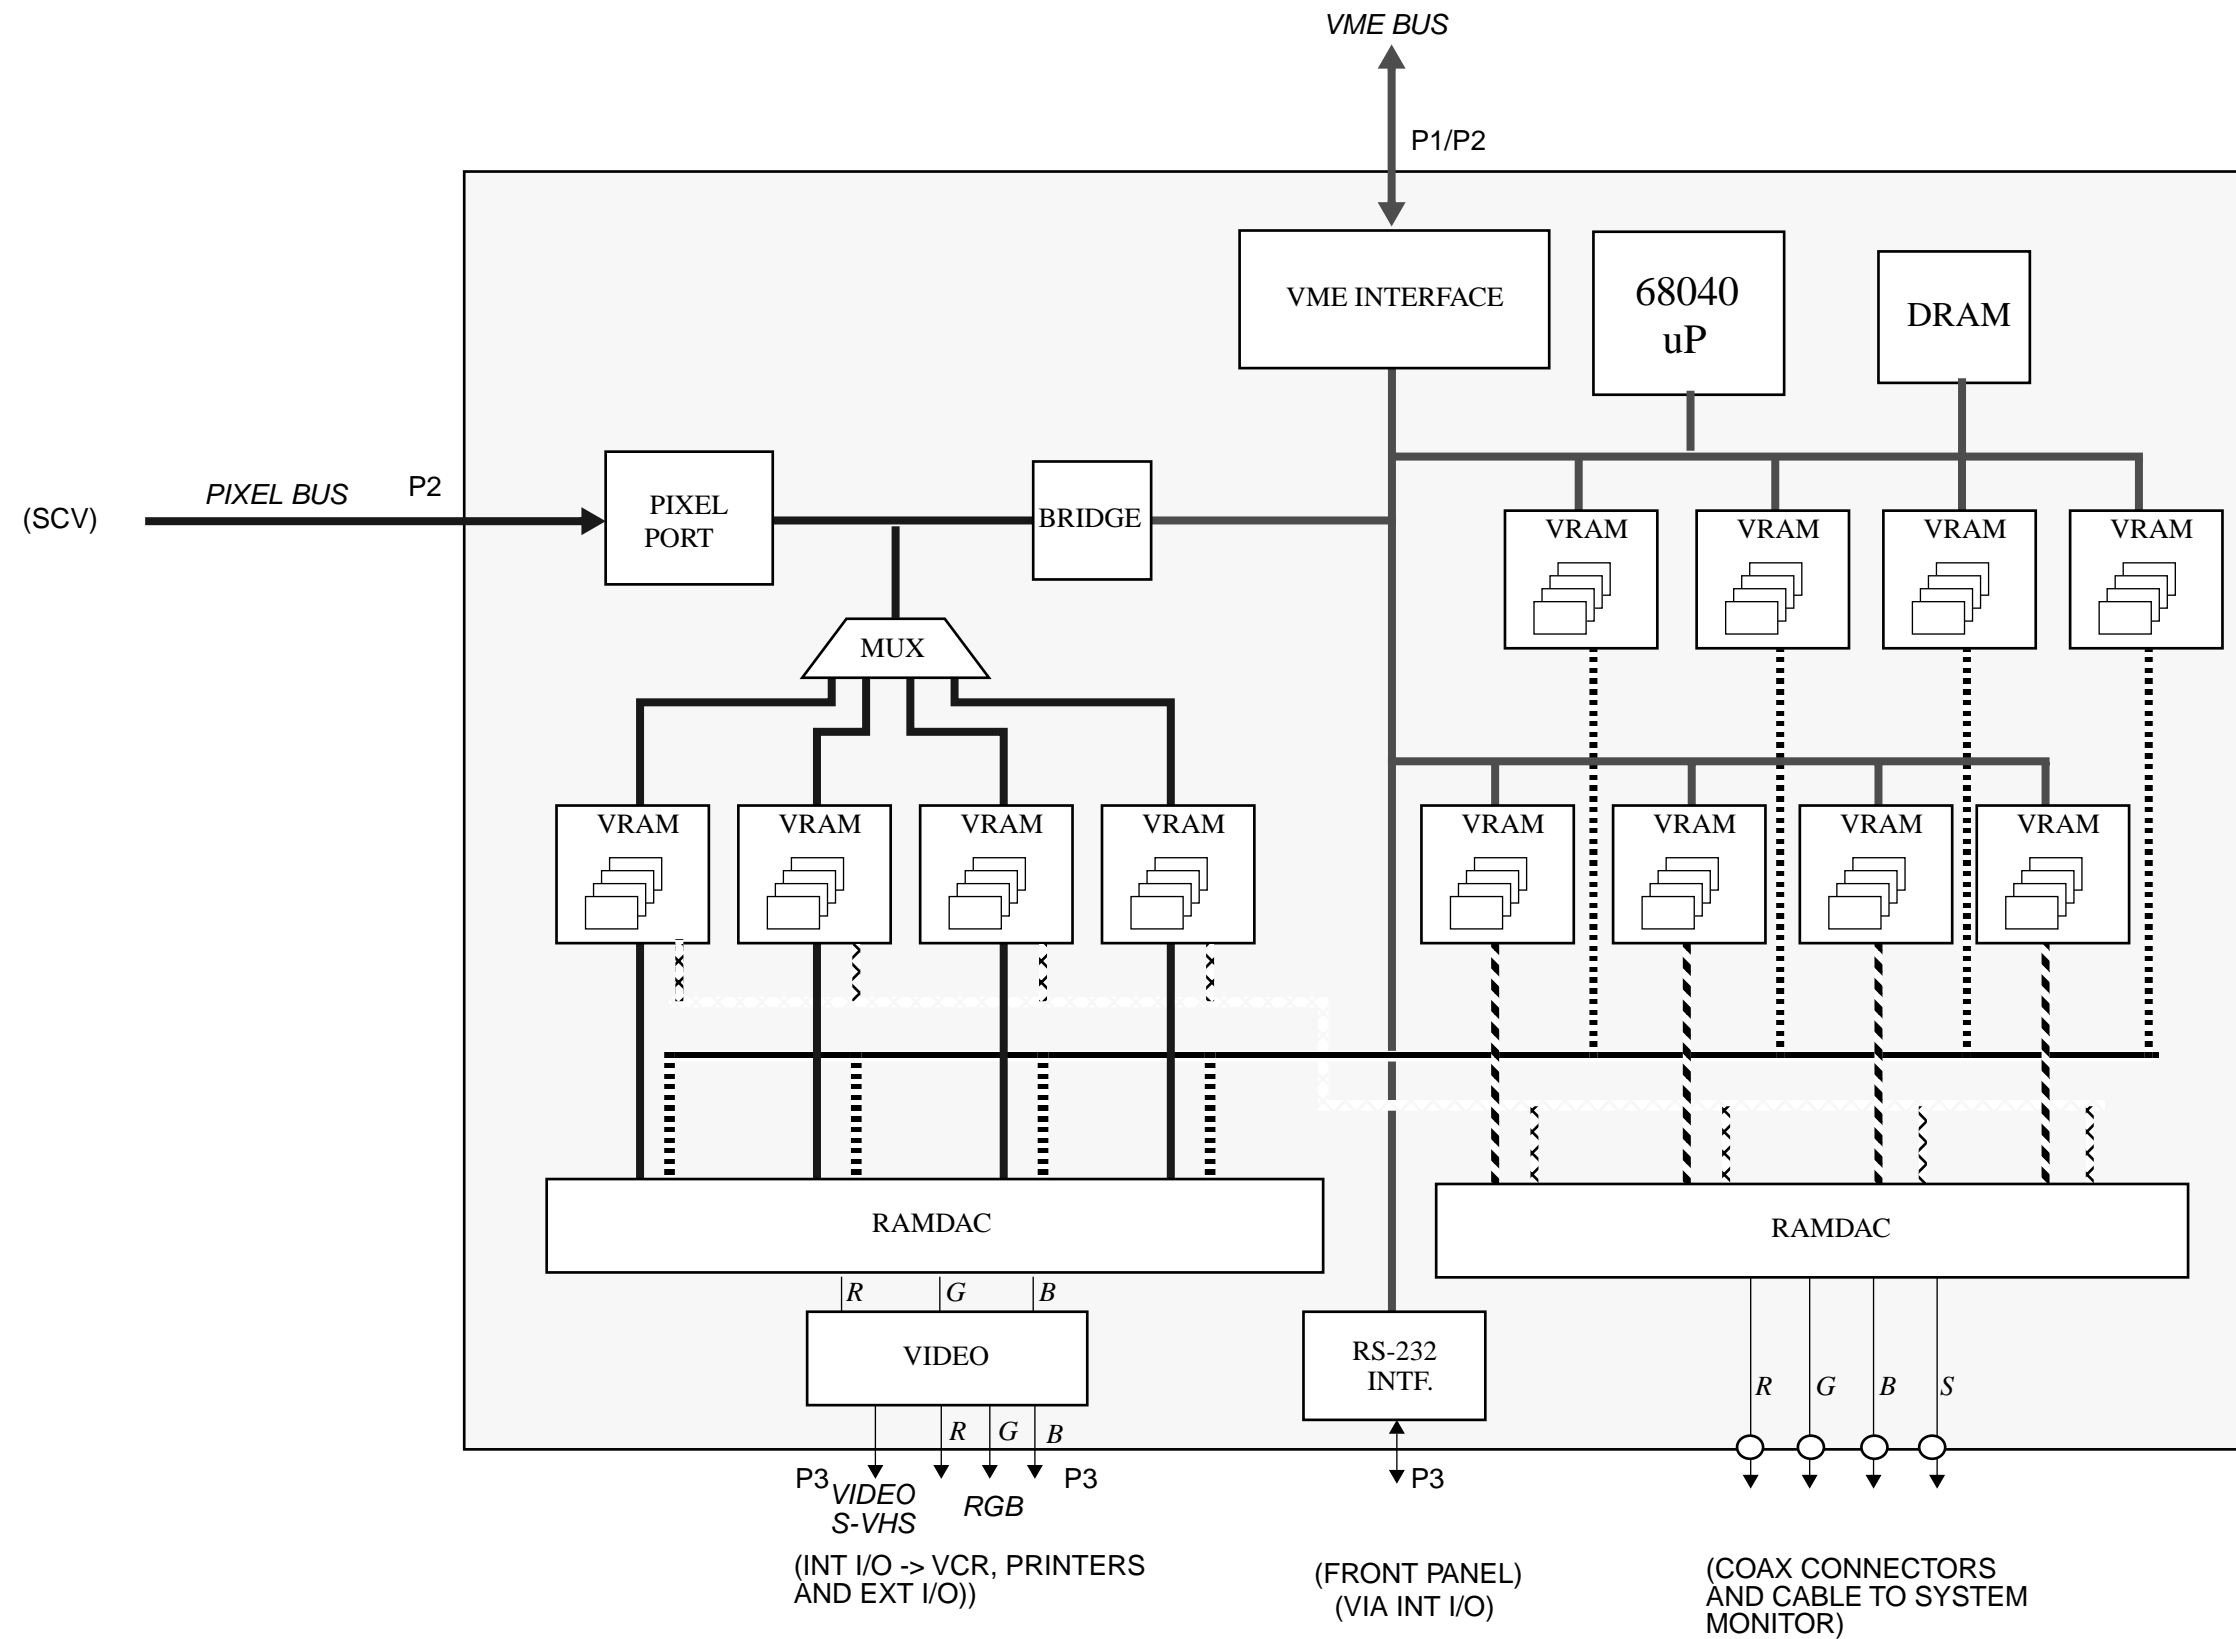 VME BUS
P1/P2
VME INTERFACE
68040
uP
DRAM
(SCV)
PIXEL BUS
P2
PIXEL
PORT
BRIDGE
VRAM
VRAM
VRAM
VRAM
MUX
VRAM
VRAM
VRAM
VRAM
VRAM
VRAM
VRAM
VRAM
RAMDAC
RAMDAC
R
G
B
VIDEO
RS-232
INTF.
R
G
B
S
R
G
B
P3
VIDEO
S-VHS
RGB
P3
P3
(INT I/O -> VCR, PRINTERS
AND EXT I/O))
(FRONT PANEL)
(VIA INT I/O)
(COAX CONNECTORS
AND CABLE TO SYSTEM
MONITOR)